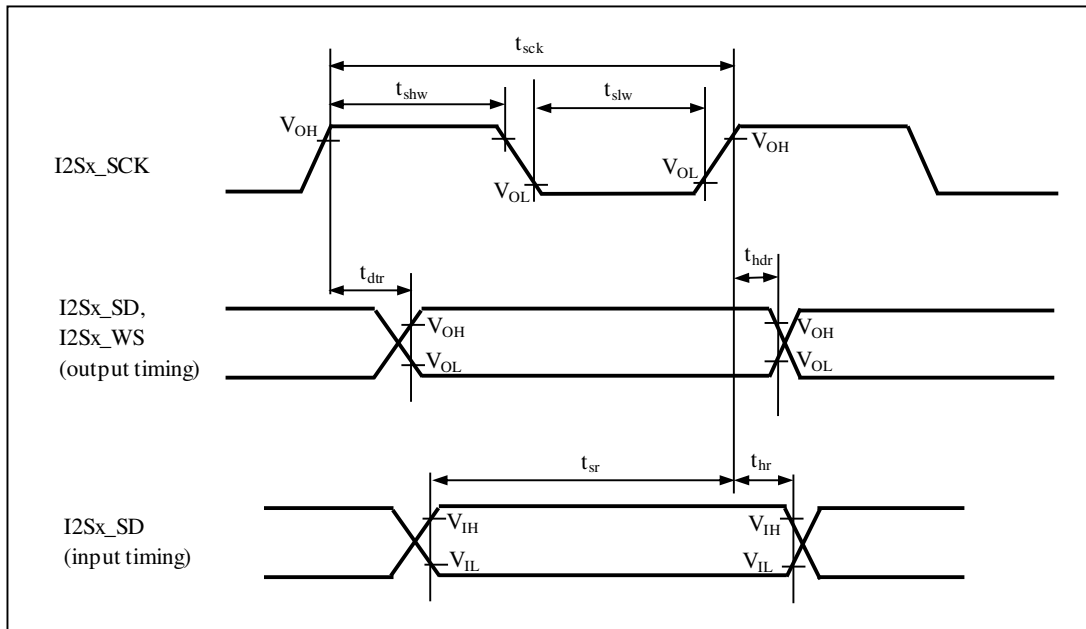 t_sck
t_shw
t_slw
V_OH
V_OH
I2Sx_SCK
V_OL
V_OL
t_dtr
t_hdr
I2Sx_SD,
I2Sx_WS
(output timing)
V_OH
V_OH
V_OL
V_OL
t_sr
t_hr
I2Sx_SD
(input timing)
V_IH
V_IH
V_IL
V_IL